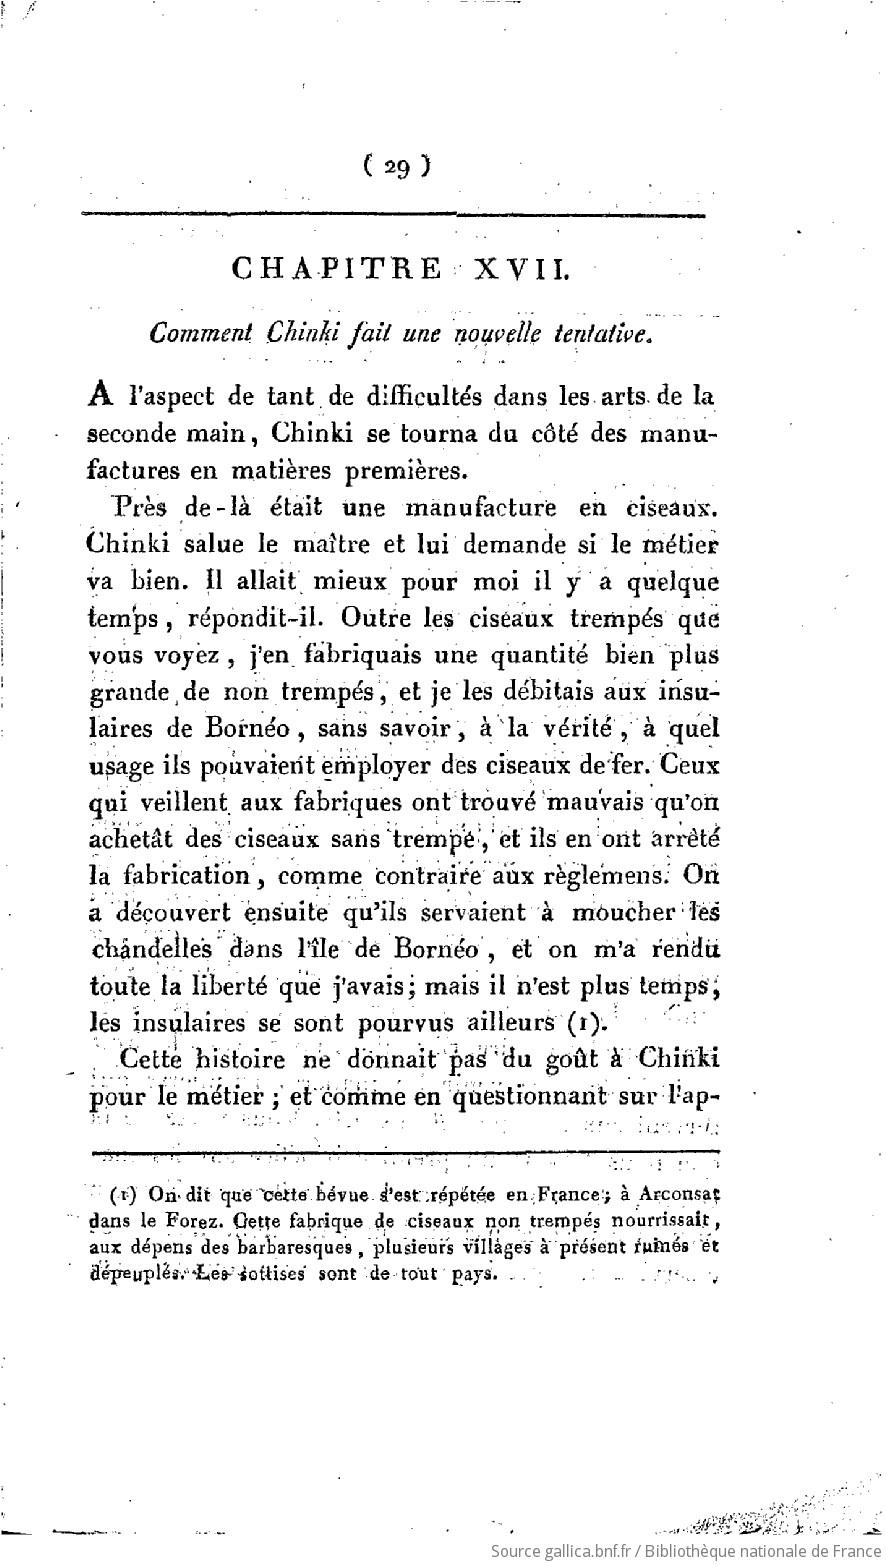 ( 29 )
CHAPITRE XVII.
Comment Chinki fait une nouvelle tentative.
A l'aspect de tant de difficultés dans les arts de la
seconde main, Chinki se tourna du côté des manu-
factures en matières premières.
Près de-là était une manufacture en ciseaux.
Chinki salue le maître et lui demande si le métier
va bien. Il allait mieux pour moi il y a quelque
temps, répondit-il. Outre les ciseaux trempés que
vous voyez, j'en fabriquais une quantité bien plus
grande de non trempés, et je les débitais aux insu-
laires de Bornéo, sans savoir, à la vérité, à quel
usage ils pouvaient employer des ciseaux de fer. Ceux
qui veillent aux fabriques ont trouvé mauvais qu'on
achetât des ciseaux sans trempe, et ils en ont arrêté
la fabrication, comme contraire aux règlemens. On
a découvert ensuite qu'ils servaient à moucher les
chandelles dans l'île de Bornéo, et on m'a rendu
toute la liberté que j'avais; mais il n'est plus temps;
les insulaires se sont pourvus ailleurs (1).
Cette histoire ne donnait pas du goût à Chinki
pour le métier; et comme en questionnant sur l'ap-
(1) On dit que cette bévue s'est répétée en France; à Arconsat
dans le Forez. Cette fabrique de ciseaux non trempés nourrissait,
aux dépens des barbaresques, plusieurs villages à présent ruinés et
dépeuplés. Les sottises sont de tout pays.
Source gallica.bnf.fr / Bibliothèque nationale de France